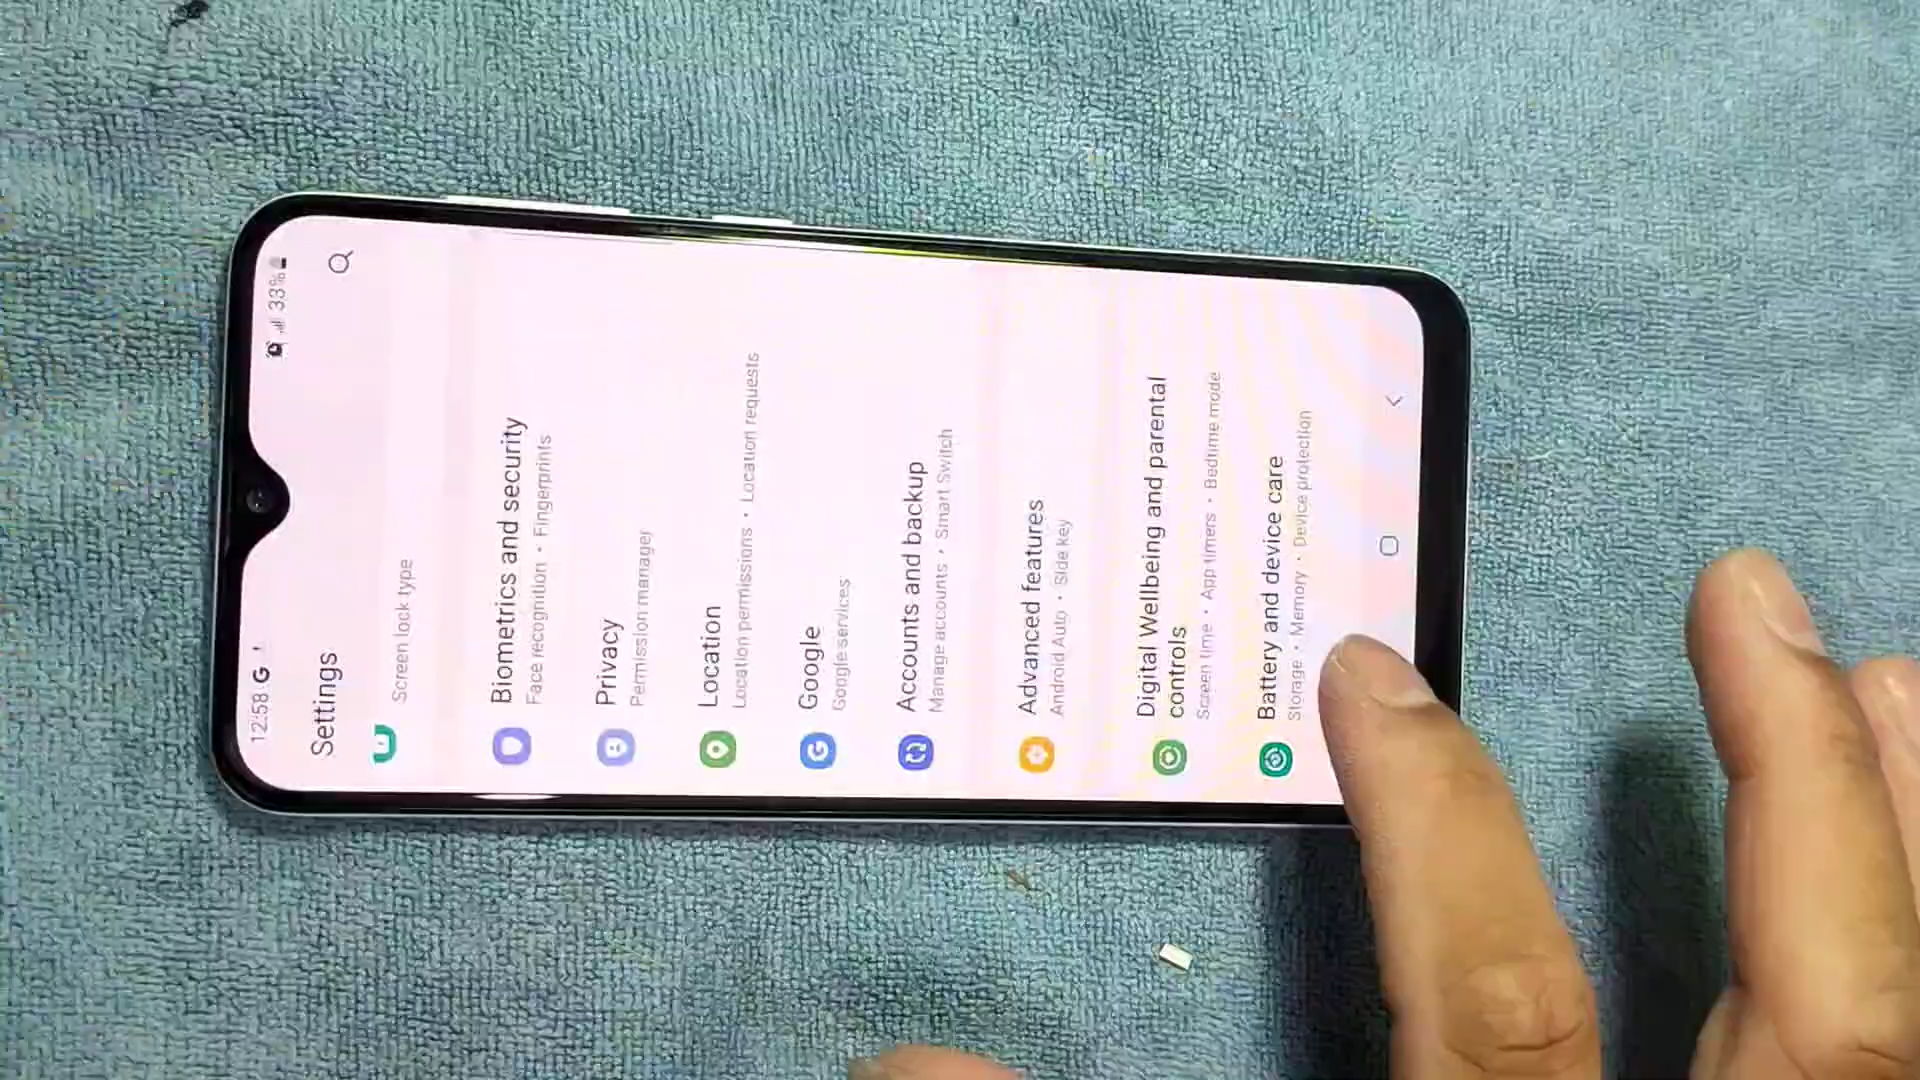 12:58 G
33%
Settings
Screen lock type
Biometrics and security
Face recognition • Fingerprints
Privacy
Permission manager
Location
Location permissions • Location requests
Google
Google services
Accounts and backup
Manage accounts • Smart Switch
Advanced features
Android Auto • Side key
Digital Wellbeing and parental
controls
Screen time • App timers • Bedtime mode
Battery and device care
Storage • Memory • Device protection